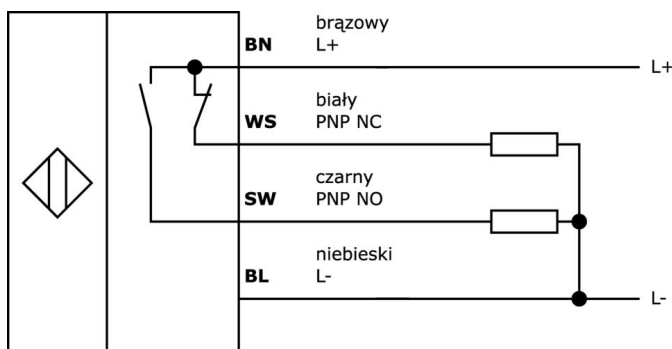 brązowy
BN L+
L+
biały
WS PNP NC
czarny
SW PNP NO
niebieski
BL L-
L-